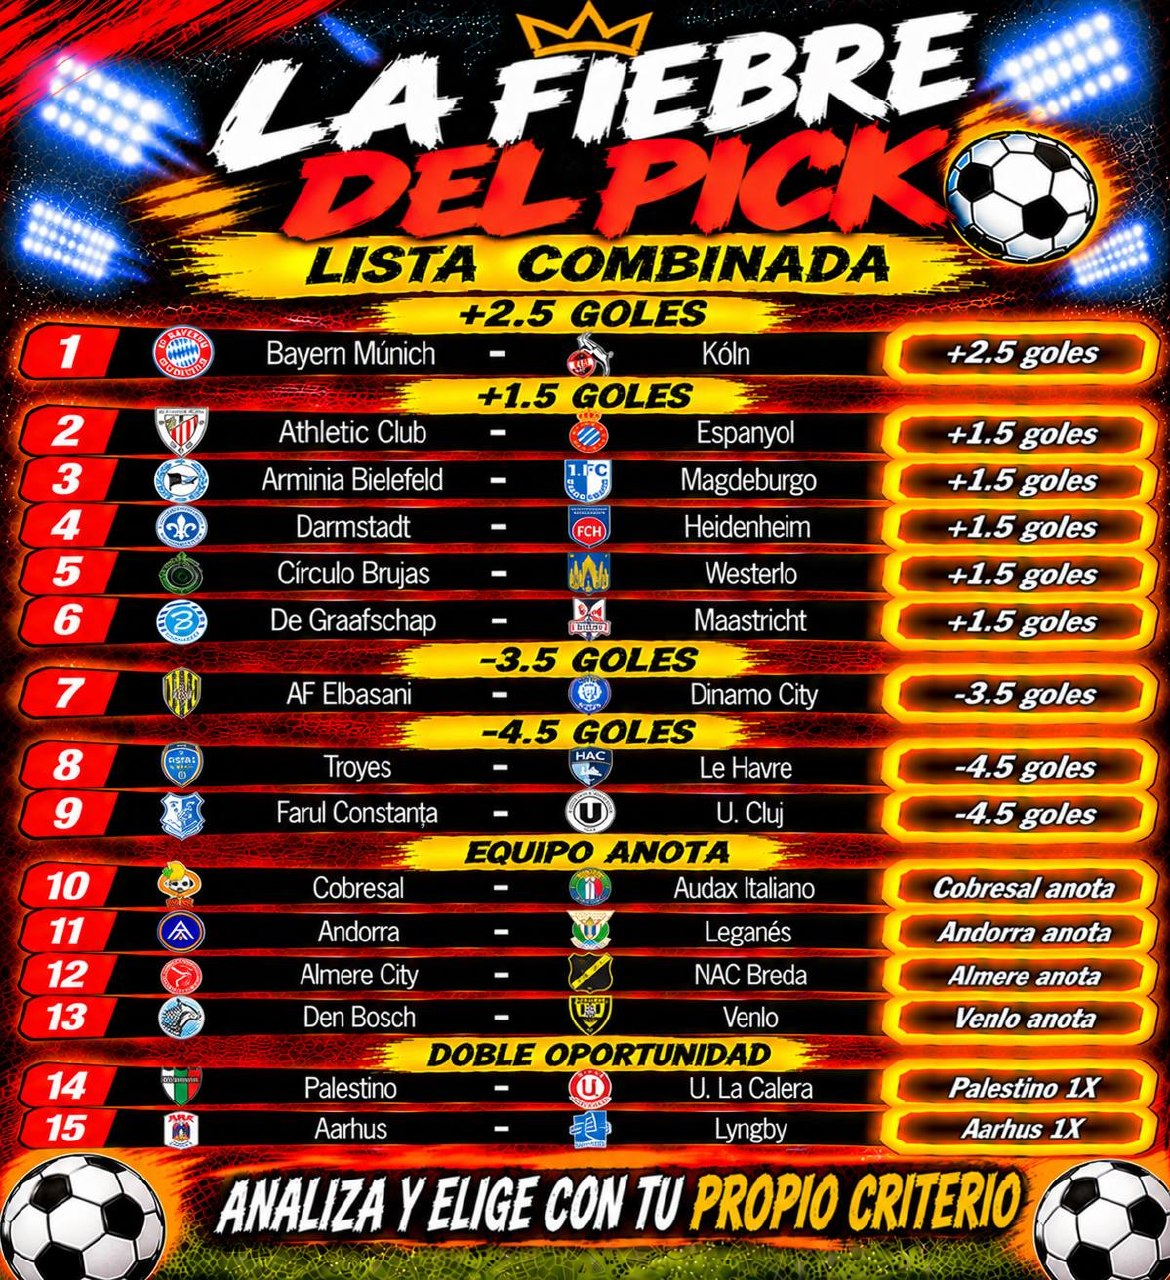 LA FIEBRE
DEL PICK
LISTA COMBINADA
+2.5 GOLES
1 Bayern Múnich - Kóln +2.5 goles
+1.5 GOLES
2 Athletic Club - Espanyol +1.5 goles
3 Arminia Bielefeld - 1.FC Magdeburgo +1.5 goles
4 Darmstadt - FCH Heidenheim +1.5 goles
5 Círculo Brujas - Westerlo +1.5 goles
6 De Graafschap - Maastricht +1.5 goles
-3.5 GOLES
7 AF Elbasani - Dinamo City -3.5 goles
-4.5 GOLES
8 Troyes - HAC Le Havre -4.5 goles
9 Farul Constanța - U U. Cluj -4.5 goles
EQUIPO ANOTA
10 Cobresal - Audax Italiano Cobresal anota
11 Andorra - Leganés Andorra anota
12 Almere City - NAC Breda Almere anota
13 Den Bosch - Venlo Venlo anota
DOBLE OPORTUNIDAD
14 Palestino - U U. La Calera Palestino 1X
15 Aarhus - Lyngby Aarhus 1X
ANALIZA Y ELIGE CON TU PROPIO CRITERIO